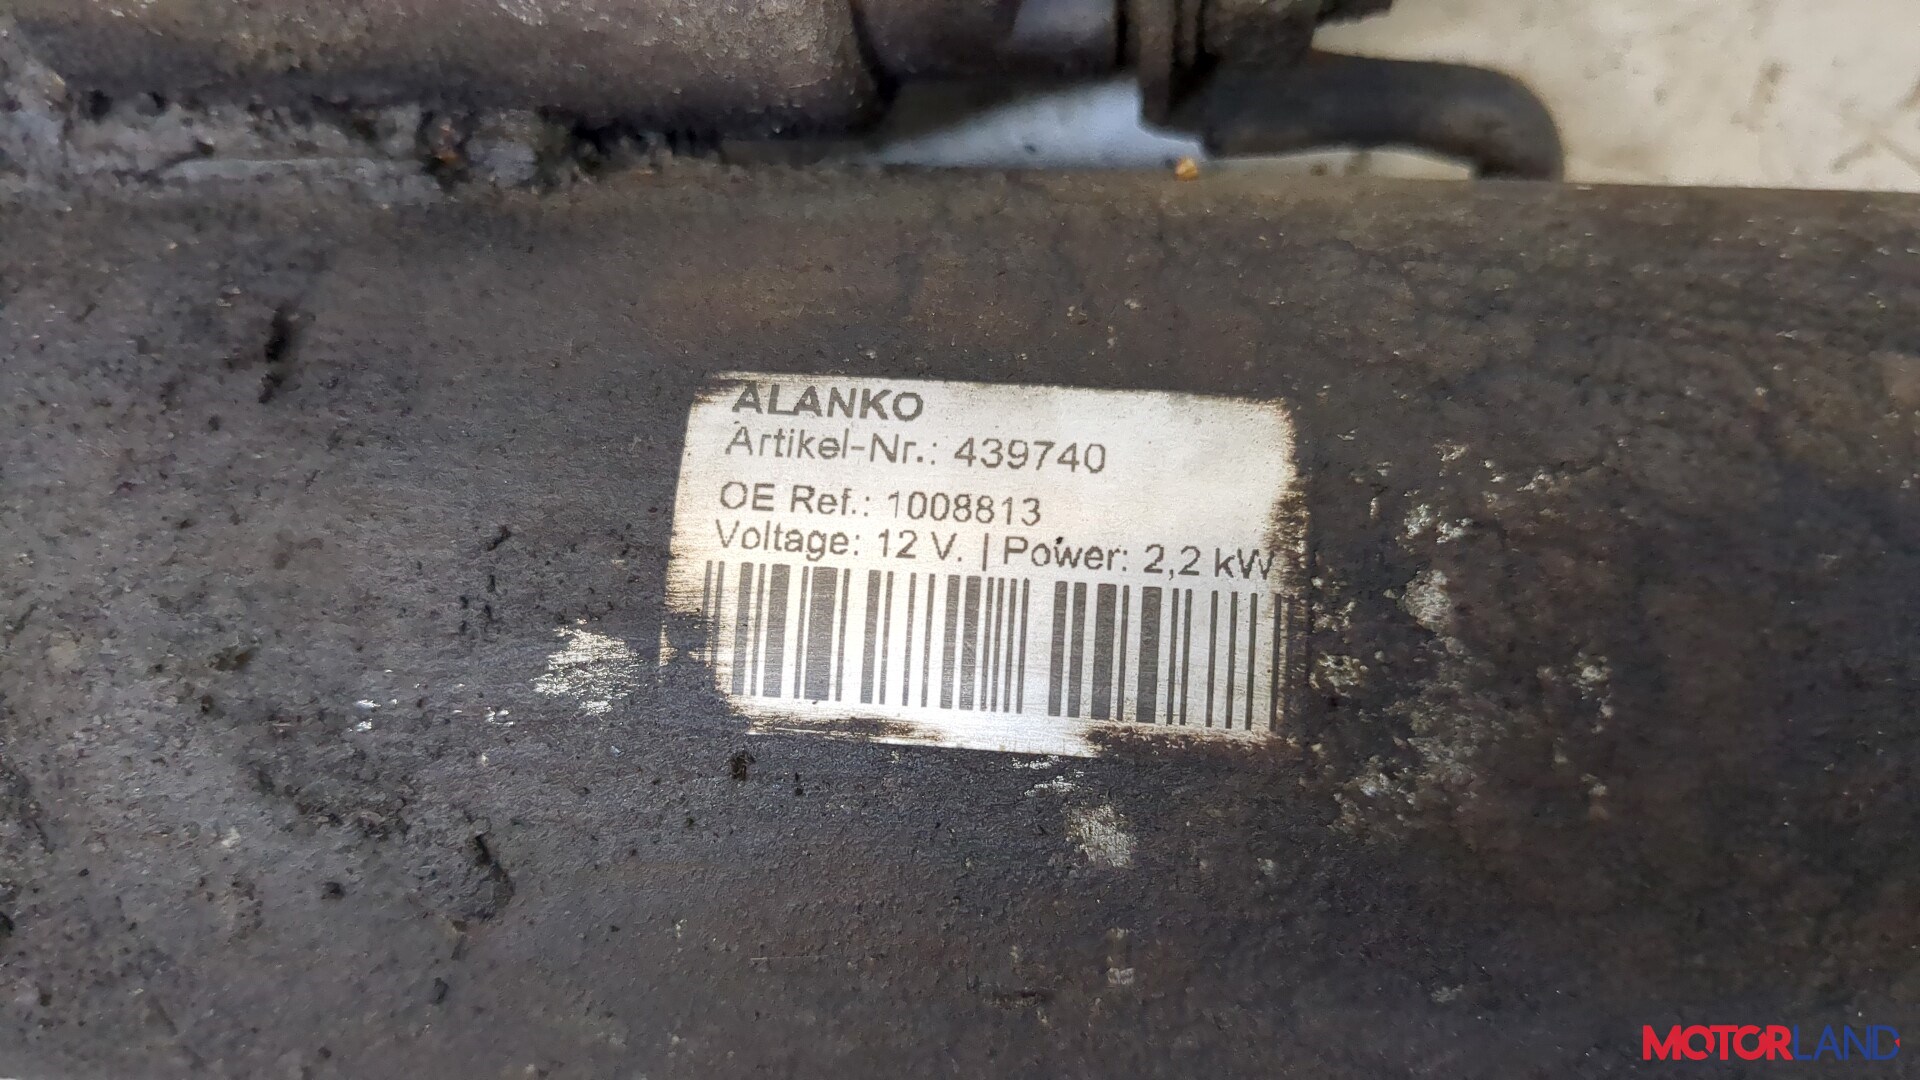 ALANKO
Artikel-Nr.: 439740
OE Ref.: 1008813
Voltage: 12 V. | Power: 2,2 kW
MOTORLAND